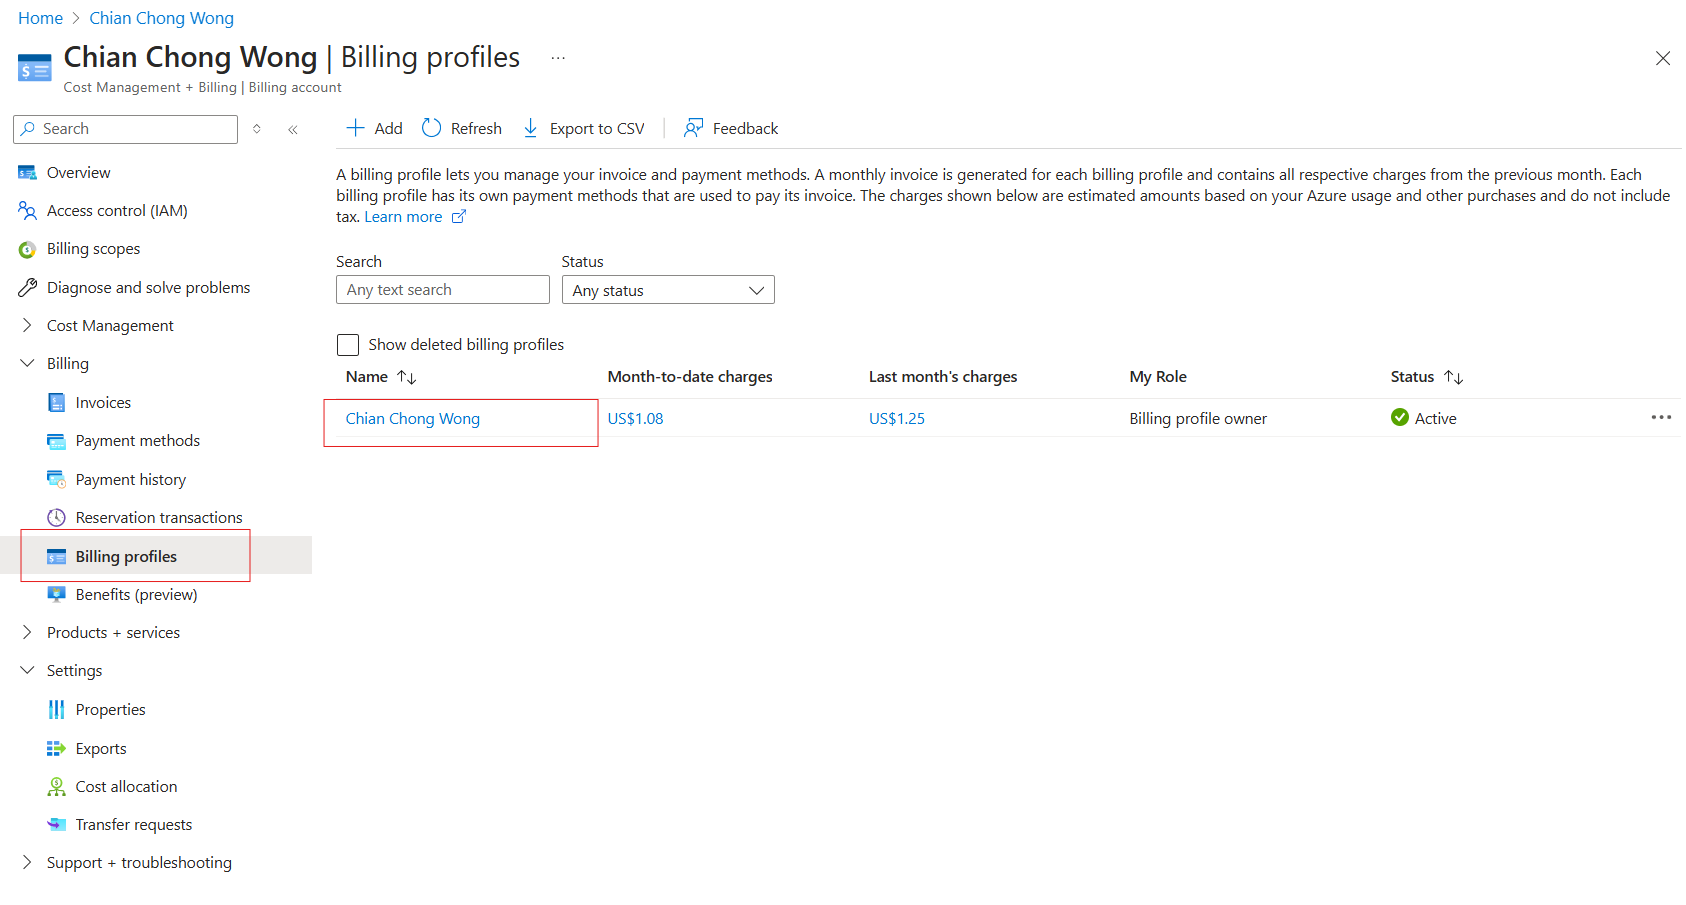 Home > Chian Chong Wong
Chian Chong Wong | Billing profiles ...
Cost Management + Billing | Billing account
Search
Overview
Access control (IAM)
Billing scopes
Diagnose and solve problems
Cost Management
Billing
Invoices
Payment methods
Payment history
Reservation transactions
Billing profiles
Benefits (preview)
Products + services
Settings
Properties
Exports
Cost allocation
Transfer requests
Support + troubleshooting
Add Refresh Export to CSV | Feedback
A billing profile lets you manage your invoice and payment methods. A monthly invoice is generated for each billing profile and contains all respective charges from the previous month. Each
billing profile has its own payment methods that are used to pay its invoice. The charges shown below are estimated amounts based on your Azure usage and other purchases and do not include
tax. Learn more
Search Status
Any text search Any status
Show deleted billing profiles
Name Month-to-date charges Last month's charges My Role Status
Chian Chong Wong US$1.08 US$1.25 Billing profile owner Active